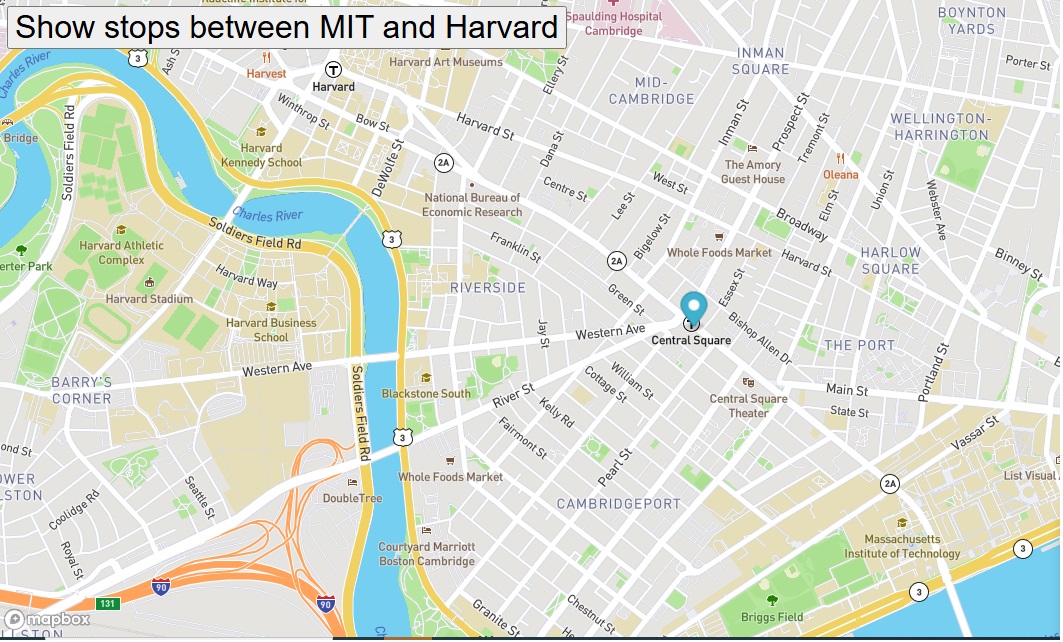 Show stops between MIT and Harvard
Spaulding Hospital
Cambridge
BOYNTON
YARDS
Charles River
3
Ash S
Harvest
T
Harvard
Harvard Art Museums
Ellery St
INMAN
SQUARE
Porter St
MID-
CAMBRIDGE
Bridge
Soldiers Field Rd
Winthrop St
Bow St
Harvard St
Inman St
Prospect St
Tremont St
WELLINGTON-
HARRINGTON
Harvard
Kennedy School
DeWolfe St
2A
Dana St
The Amory
Guest House
Oleana
Union St
Webster Ave
National Bureau of
Economic Research
Centre St
West St
Lee St
Elm St
Charles River
Soldiers Field Rd
3
Bigelow St
Broadway
Harvard Athletic
Complex
Franklin St
Whole Foods Market
Harvard St
HARLOW
SQUARE
Binney St
erter Park
2A
Harvard Way
RIVERSIDE
Green St
Essex St
Harvard Stadium
Harvard Business
School
Jay St
Western Ave
Central Square
Bishop Allen Dr
THE PORT
Portland St
Western Ave
BARRY'S
CORNER
Soldiers Field Rd
Blackstone South
River St
William St
Cottage St
Central Square
Theater
Main St
State St
Kelly Rd
Fairmont St
3
Vassar St
ond St
OWER
LSTON
Coolidge Rd
Seattle St
Whole Foods Market
DoubleTree
Pearl St
2A
List Visual
CAMBRIDGEPORT
Royal St
Courtyard Marriott
Boston Cambridge
Massachusetts
Institute of Technology
3
90
131
90
3
mapbox
Granite St
Chestnut St
Briggs Field
LLSTON
He